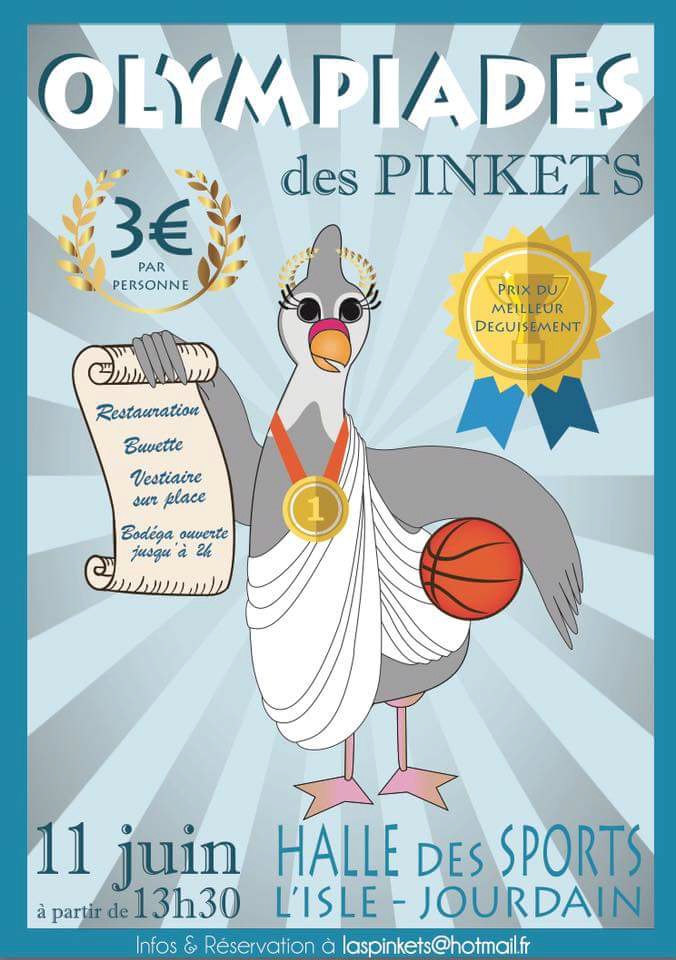 OLYMPIADES
des PINKETS
3€
PAR
PERSONNE
PRIX DU
MEILLEUR
DEGUISEMENT
Restauration
Buvette
Vestiaire
sur place
Bodéga ouverte
jusqu'à 2h
1
11 juin
à partir de 13h30
HALLE DES SPORTS
L'ISLE - JOURDAIN
Infos & Réservation à laspinkets@hotmail.fr